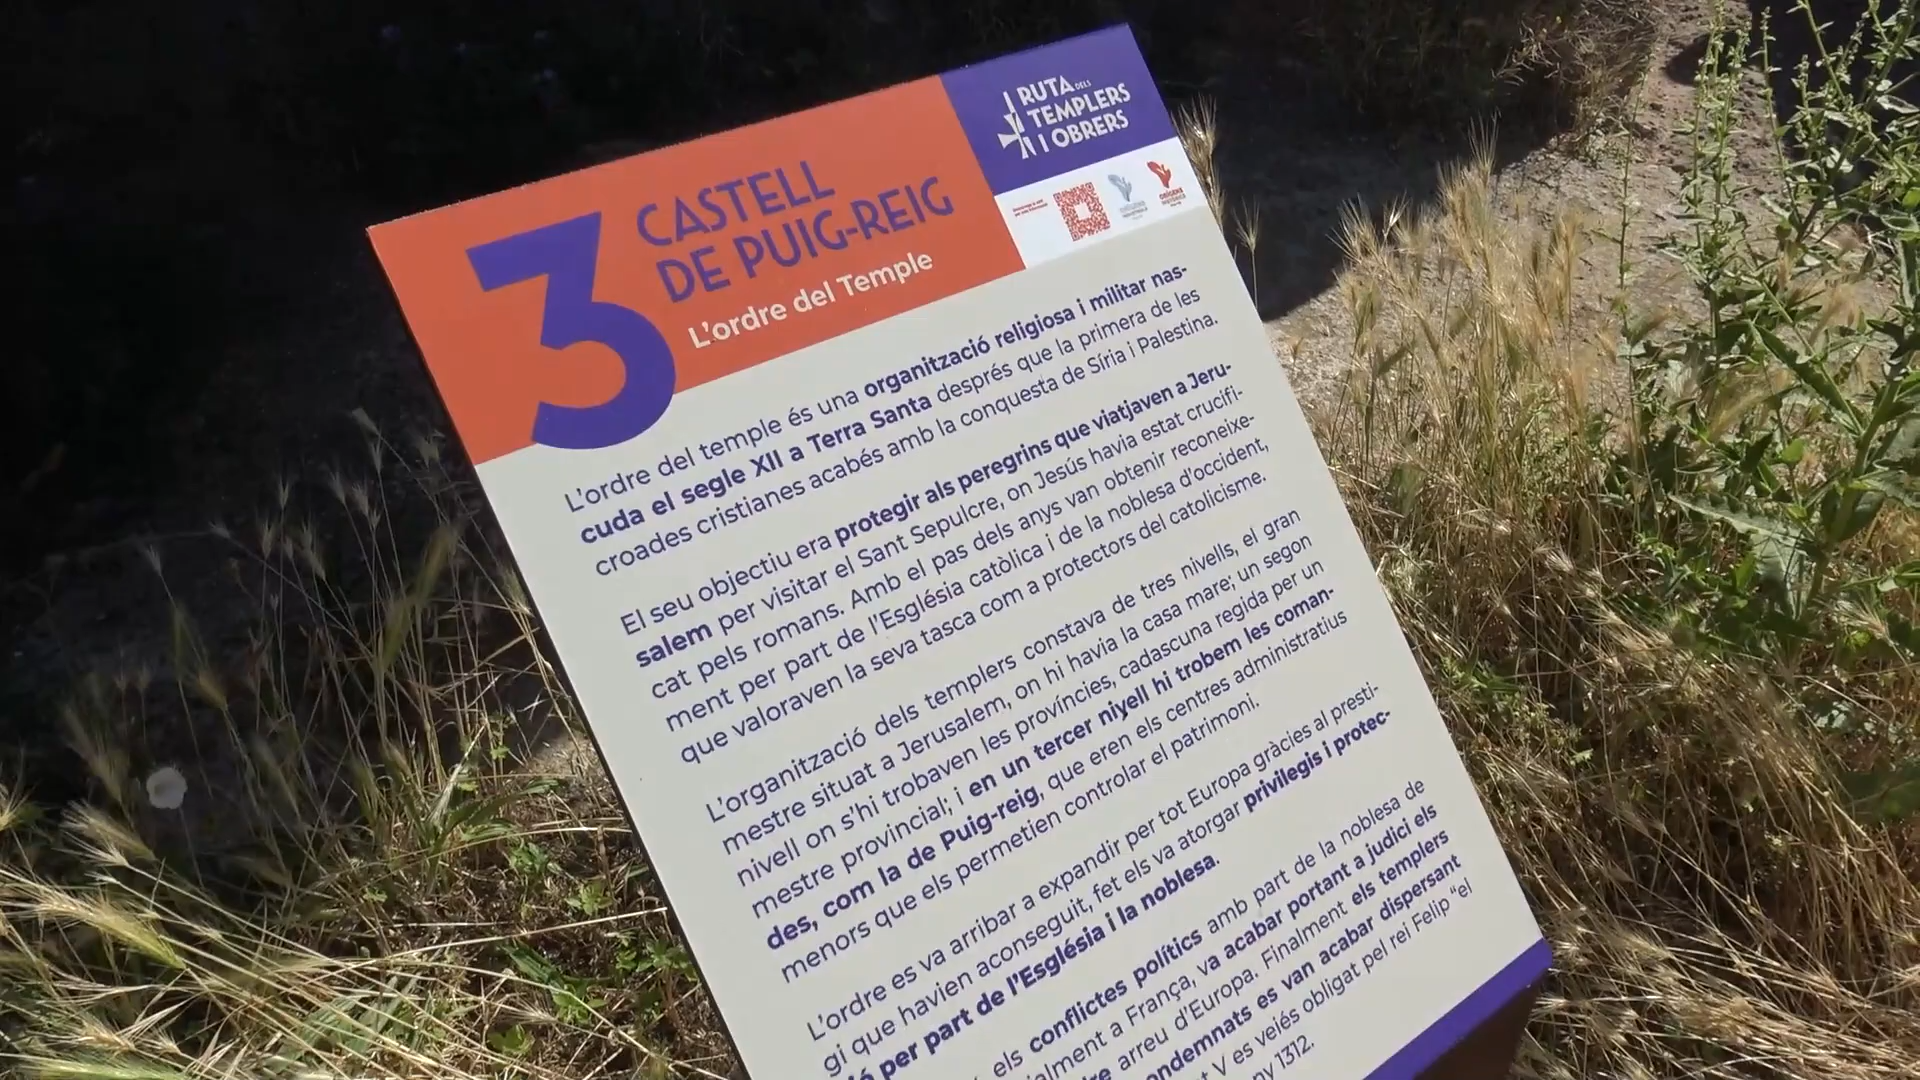 3
CASTELL
DE PUIG-REIG
L'ordre del Temple
RUTA DELS
TEMPLERS
I OBRERS
L'ordre del temple és una organització religiosa i militar nas-
cuda el segle XII a Terra Santa després que la primera de les
croades cristianes acabés amb la conquesta de Síria i Palestina.
El seu objectiu era protegir als peregrins que viatjaven a Jeru-
salem per visitar el Sant Sepulcre, on Jesús havia estat crucifi-
cat pels romans. Amb el pas dels anys van obtenir reconeixe-
ment per part de l'Església catòlica i de la noblesa d'occident,
que valoraven la seva tasca com a protectors del catolicisme.
L'organització dels templers constava de tres nivells, el gran
mestre situat a Jerusalem, on hi havia la casa mare; un segon
nivell on s'hi trobaven les províncies, cadascuna regida per un
mestre provincial; i en un tercer nivell hi trobem les coman-
des, com la de Puig-reig, que eren els centres administratius
menors que els permetien controlar el patrimoni.
L'ordre es va arribar a expandir per tot Europa gràcies al presti-
gi que havien aconseguit, fet els va atorgar privilegis i protec-
ió per part de l'Església i la noblesa.
els conflictes polítics amb part de la noblesa de
ialment a França, va acabar portant a judici els
arreu d'Europa. Finalment els templers
ondemnats es van acabar dispersant
V es veiés obligat pel rei Felip "el
ny 1312.